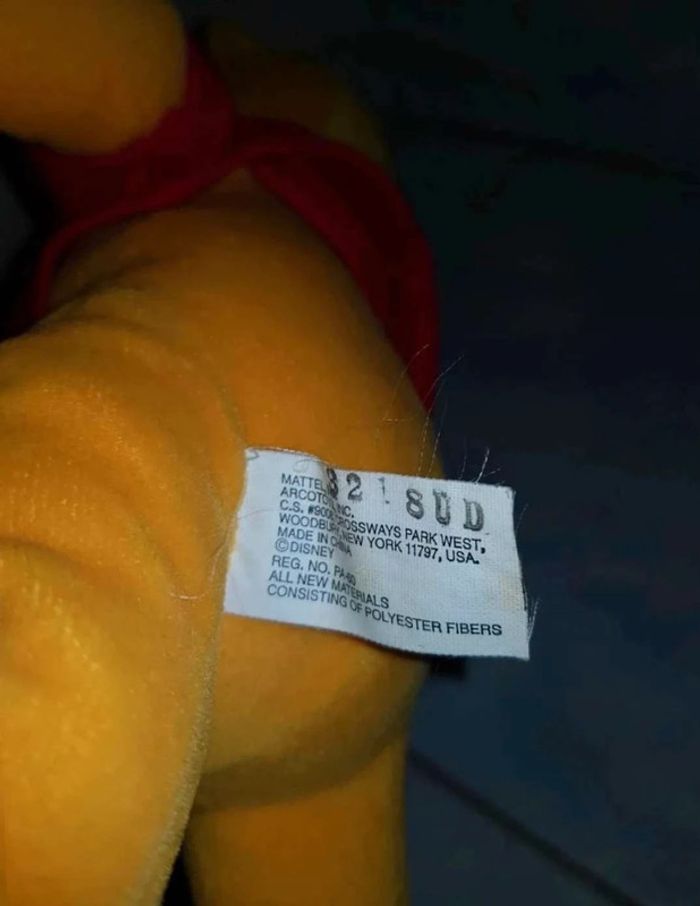 321 8UD
MATTEL
ARCOTOYS INC.
C.S. #9000 CROSSWAYS PARK WEST,
WOODBURY, NEW YORK 11797, USA.
MADE IN CHINA
©DISNEY
REG. NO. PA-60
ALL NEW MATERIALS
CONSISTING OF POLYESTER FIBERS